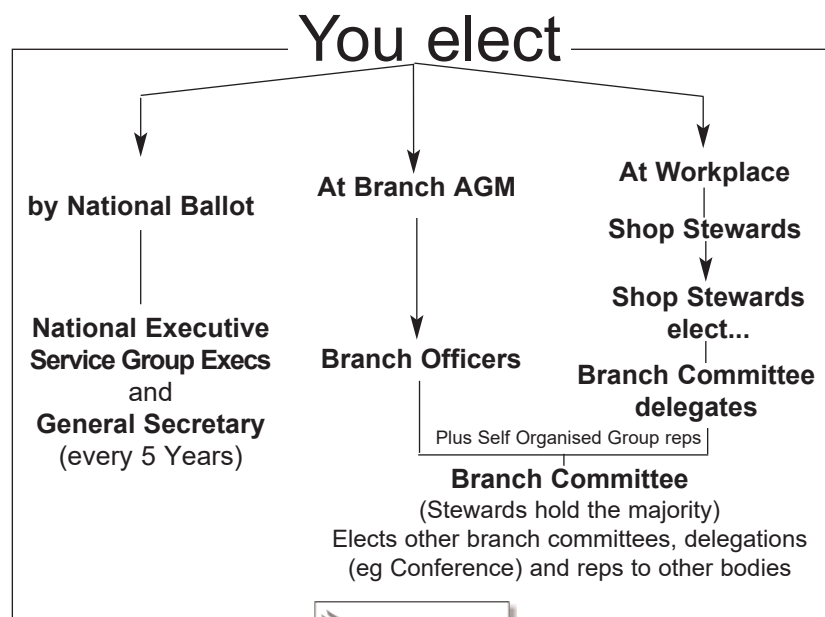 You elect
by National Ballot
National Executive
Service Group Execs
and
General Secretary
(every 5 Years)
At Branch AGM
Branch Officers
At Workplace
Shop Stewards
Shop Stewards
elect...
Branch Committee
delegates
Plus Self Organised Group reps
Branch Committee
(Stewards hold the majority)
Elects other branch committees, delegations
(eg Conference) and reps to other bodies